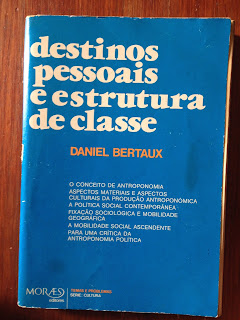 destinos
pessoais
e estrutura
de classe
DANIEL BERTAUX
O CONCEITO DE ANTROPONOMIA
ASPECTOS MATERIAIS E ASPECTOS
CULTURAIS DA PRODUÇÃO ANTROPONÓMICA
A POLÍTICA SOCIAL CONTEMPORÂNEA
FIXAÇÃO SOCIOLÓGICA E MOBILIDADE
GEOGRÁFICA
A MOBILIDADE SOCIAL ASCENDENTE
PARA UMA CRÍTICA DA
ANTROPONOMIA POLÍTICA
MORAES
editores
TEMAS E PROBLEMAS
SÉRIE: CULTURA